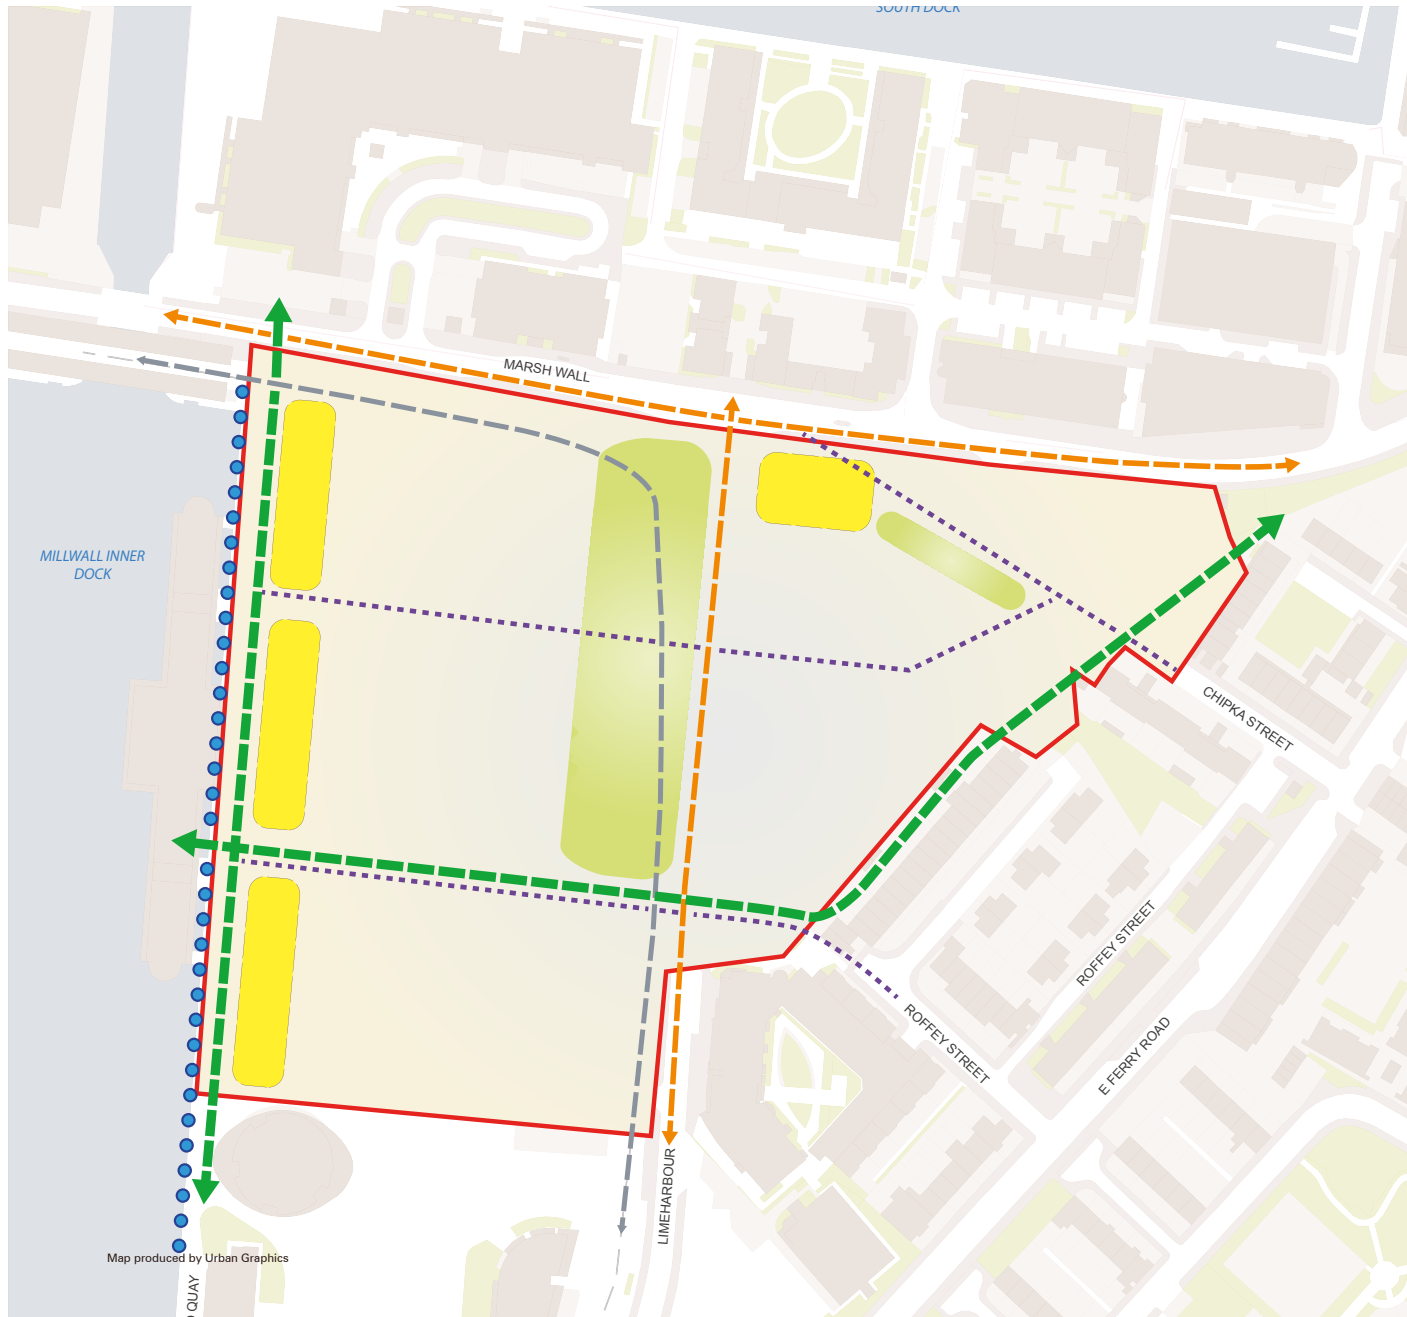 SOUTH DOCK
MARSH WALL
MILLWALL INNER
DOCK
CHIPKA STREET
ROFFEY STREET
ROFFEY STREET
E FERRY ROAD
LIMEHARBOUR
Map produced by Urban Graphics
QUAY